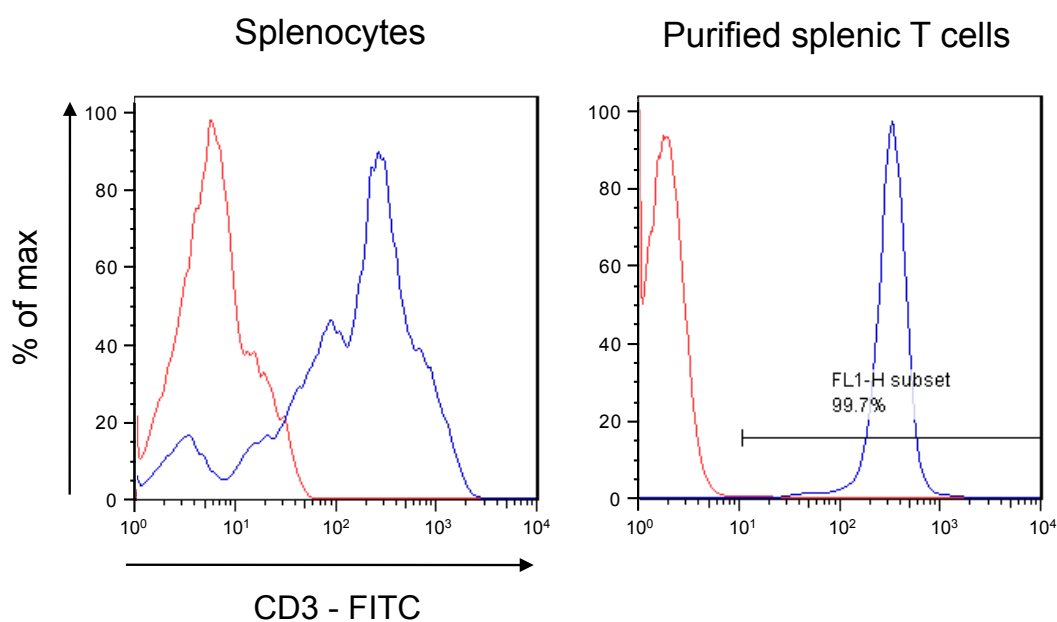 Splenocytes
Purified splenic T cells
% of max
100
80
60
40
20
0
10⁰ 10¹ 10² 10³ 10⁴
100
80
60
40
20
0
FL1-H subset
99.7%
10⁰ 10¹ 10² 10³ 10⁴
CD3 - FITC